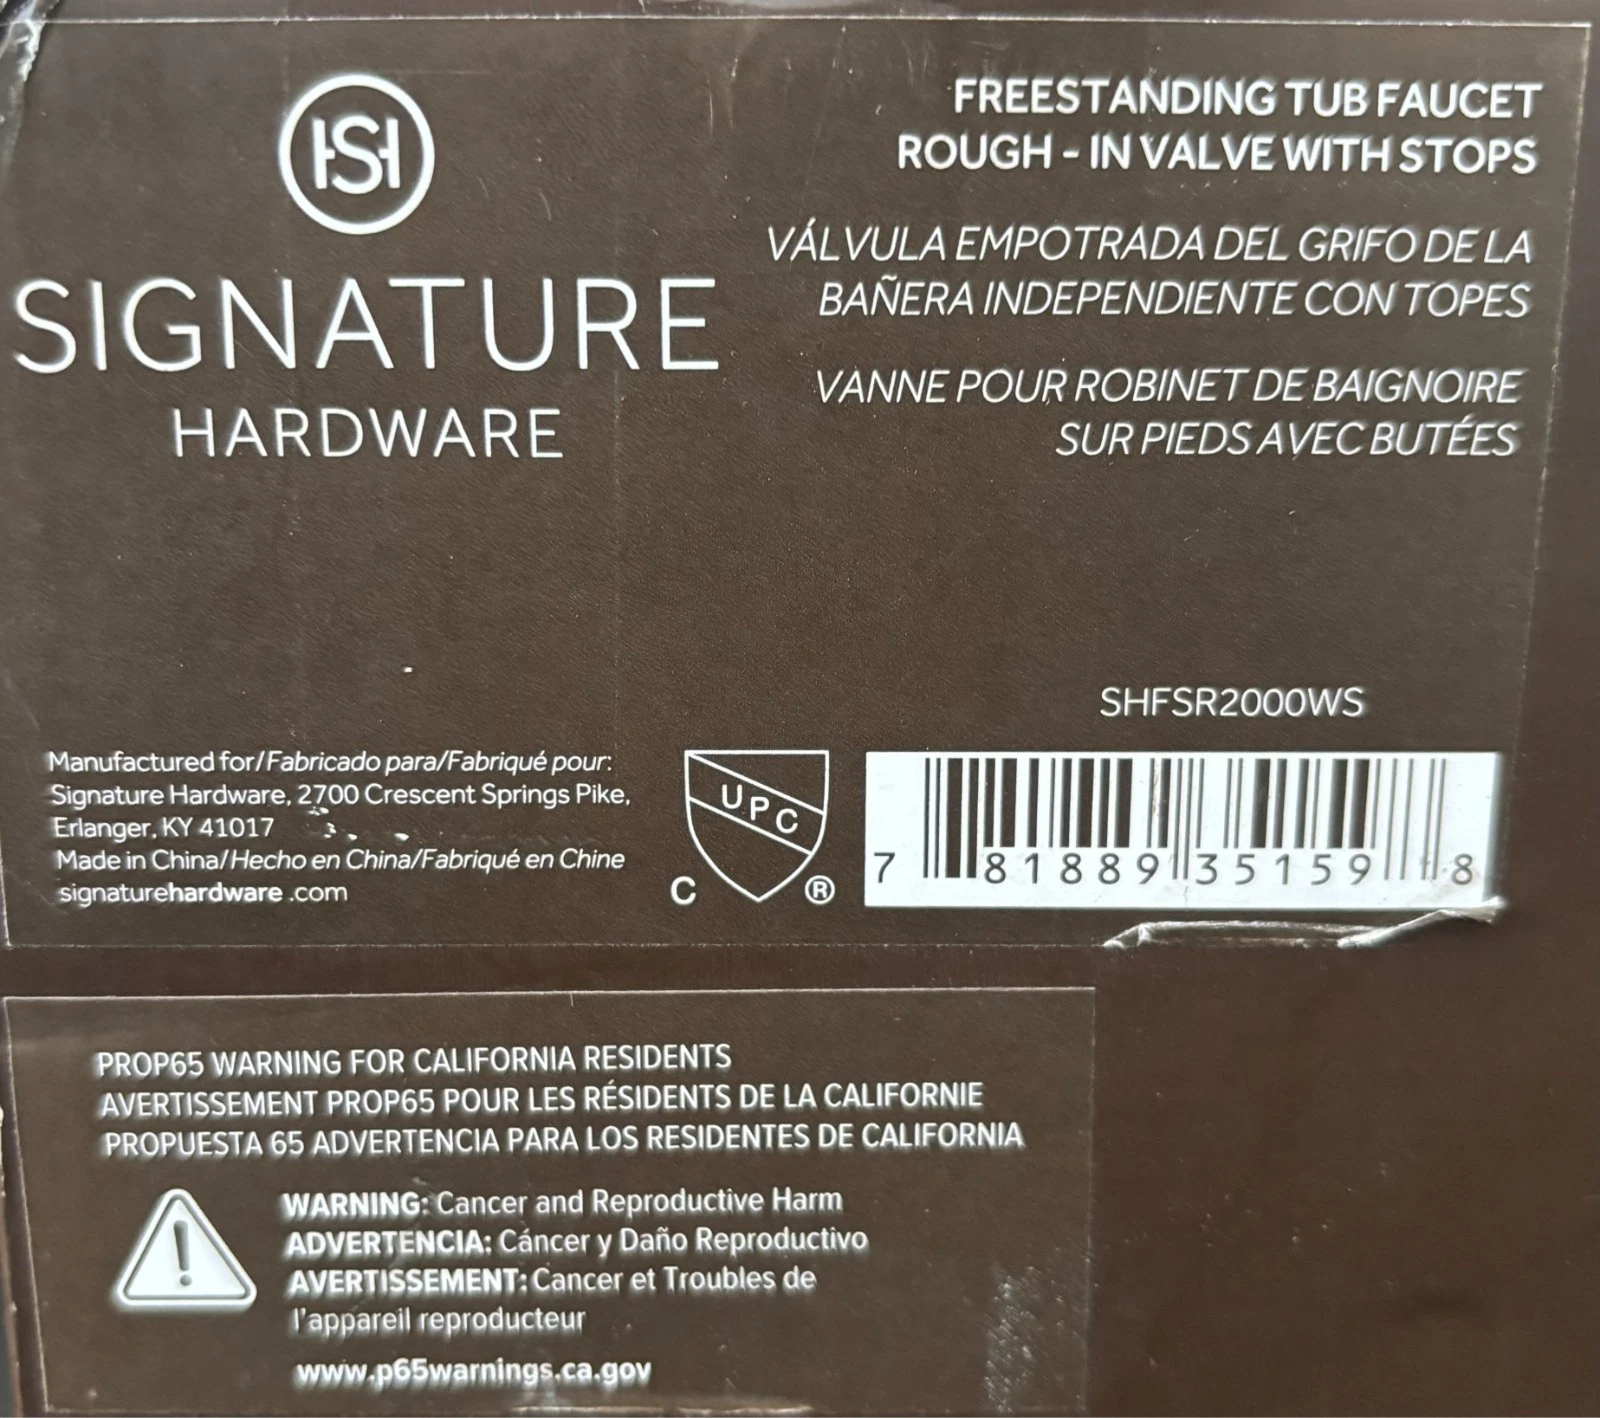 HSH
SIGNATURE
HARDWARE
FREESTANDING TUB FAUCET
ROUGH - IN VALVE WITH STOPS
VÁLVULA EMPOTRADA DEL GRIFO DE LA
BAÑERA INDEPENDIENTE CON TOPES
VANNE POUR ROBINET DE BAIGNOIRE
SUR PIEDS AVEC BUTÉES
Manufactured for/Fabricado para/Fabriqué pour:
Signature Hardware, 2700 Crescent Springs Pike,
Erlanger, KY 41017
Made in China/Hecho en China/Fabriqué en Chine
signaturehardware .com
UPC
C ®
SHFSR2000WS
7 81889 35159 8
PROP65 WARNING FOR CALIFORNIA RESIDENTS
AVERTISSEMENT PROP65 POUR LES RÉSIDENTS DE LA CALIFORNIE
PROPUESTA 65 ADVERTENCIA PARA LOS RESIDENTES DE CALIFORNIA
!
WARNING: Cancer and Reproductive Harm
ADVERTENCIA: Cáncer y Daño Reproductivo
AVERTISSEMENT: Cancer et Troubles de
l'appareil reproducteur
www.p65warnings.ca.gov